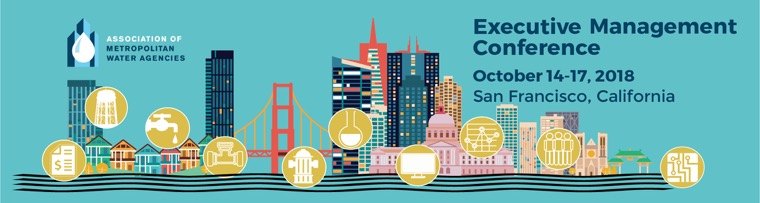 ASSOCIATION OF
METROPOLITAN
WATER AGENCIES
Executive Management
Conference
October 14-17, 2018
San Francisco, California
$